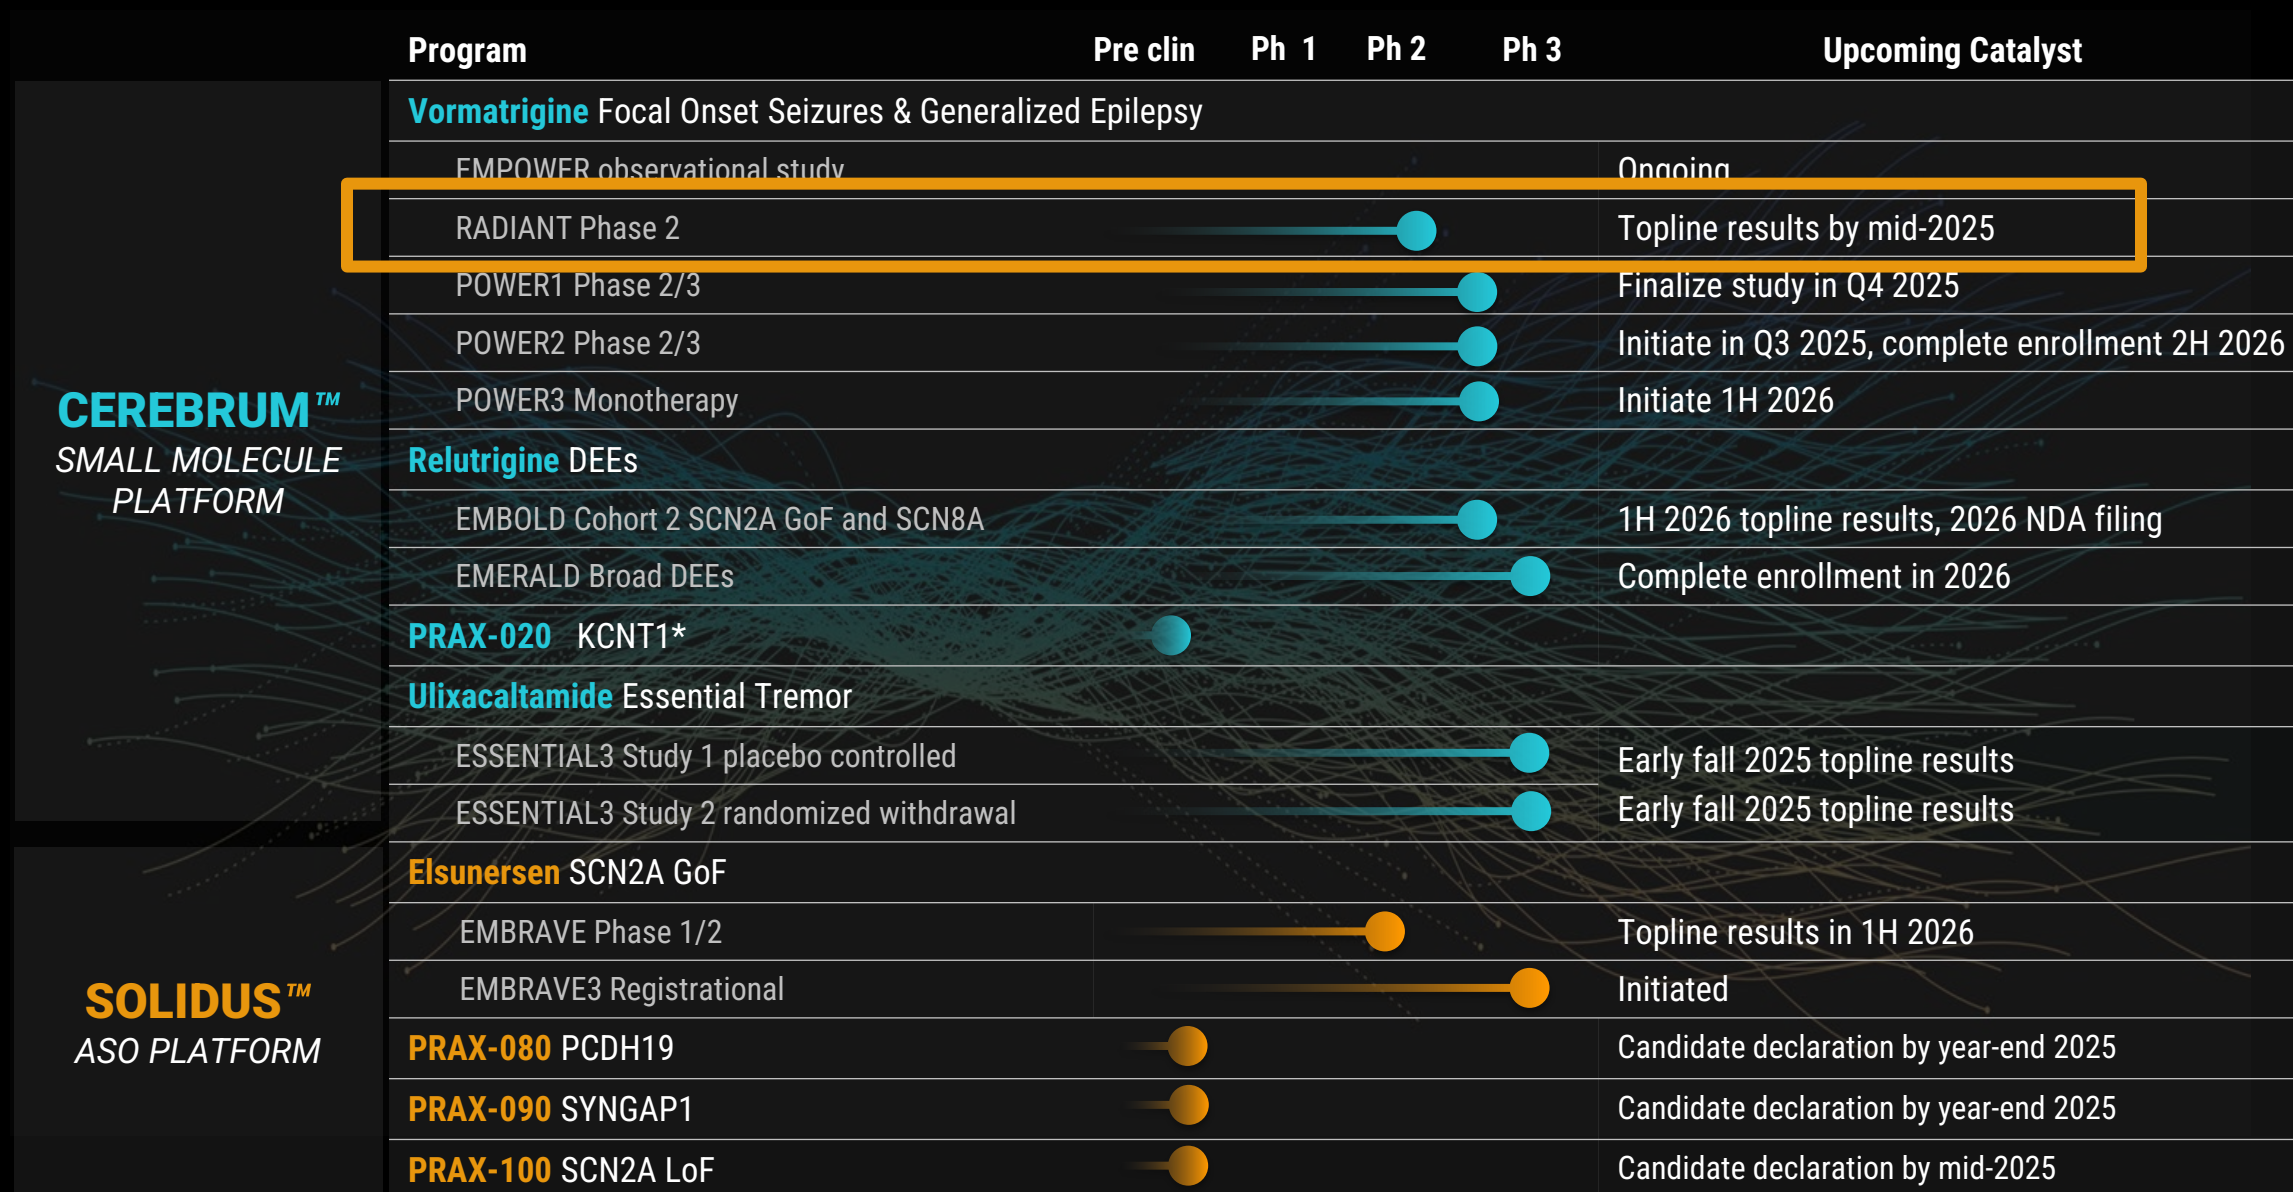 Program Pre clin Ph 1 Ph 2 Ph 3 Upcoming Catalyst
Vormatrigine Focal Onset Seizures & Generalized Epilepsy
EMPOWER observational study Ongoing
RADIANT Phase 2 Topline results by mid-2025
POWER1 Phase 2/3 Finalize study in Q4 2025
POWER2 Phase 2/3 Initiate in Q3 2025, complete enrollment 2H 2026
POWER3 Monotherapy Initiate 1H 2026
CEREBRUM™
SMALL MOLECULE
PLATFORM
Relutrigine DEEs
EMBOLD Cohort 2 SCN2A GoF and SCN8A 1H 2026 topline results, 2026 NDA filing
EMERALD Broad DEEs Complete enrollment in 2026
PRAX-020 KCNT1*
Ulixacaltamide Essential Tremor
ESSENTIAL3 Study 1 placebo controlled Early fall 2025 topline results
ESSENTIAL3 Study 2 randomized withdrawal Early fall 2025 topline results
Elsunersen SCN2A GoF
EMBRAVE Phase 1/2 Topline results in 1H 2026
EMBRAVE3 Registrational Initiated
SOLIDUS™
ASO PLATFORM
PRAX-080 PCDH19 Candidate declaration by year-end 2025
PRAX-090 SYNGAP1 Candidate declaration by year-end 2025
PRAX-100 SCN2A LoF Candidate declaration by mid-2025